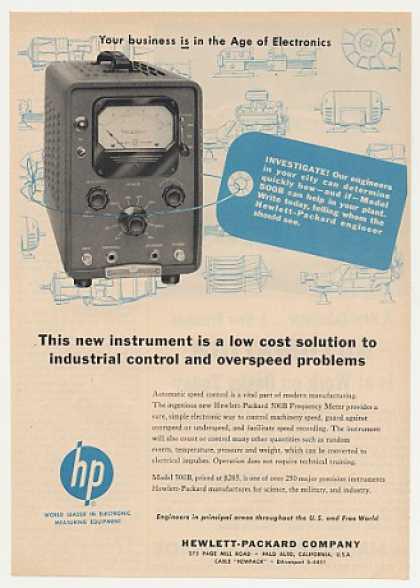 Your business is in the Age of Electronics
INVESTIGATE! Our engineers
in your city can determine
quickly how—and if—Model
500B can help in your plant.
Write today, telling whom the
Hewlett-Packard engineer
should see.
This new instrument is a low cost solution to
industrial control and overspeed problems
Automatic speed control is a vital part of modern manufacturing.
The ingenious new Hewlett-Packard 500B Frequency Meter provides a
sure, simple electronic way to control machinery speed, guard against
overspeed or underspeed, and facilitate speed recording. The instrument
will also count or control many other quantities such as random
events, temperature, pressure and weight, which can be converted to
electrical impulses. Operation does not require technical training.
Model 500B, priced at $285, is one of over 250 major precision instruments
Hewlett-Packard manufactures for science, the military, and industry.
hp
WORLD LEADER IN ELECTRONIC
MEASURING EQUIPMENT
Engineers in principal areas throughout the U.S. and Free World
HEWLETT-PACKARD COMPANY
275 PAGE MILL ROAD • PALO ALTO, CALIFORNIA, U.S.A.
CABLE "HEWPACK" • DAvenport 5-4451